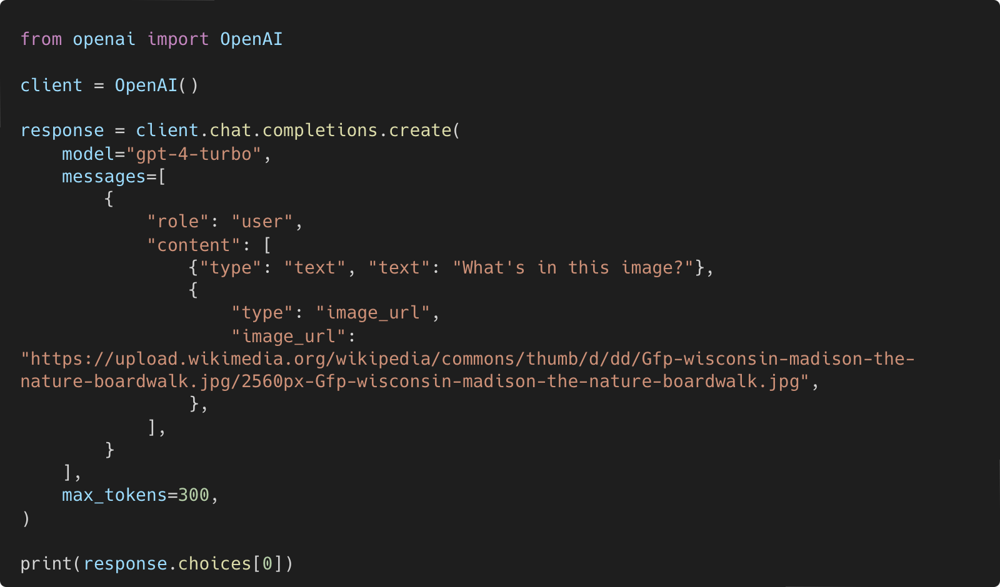 from openai import OpenAI

client = OpenAI()

response = client.chat.completions.create(
    model="gpt-4-turbo",
    messages=[
        {
            "role": "user",
            "content": [
                {"type": "text", "text": "What's in this image?"},
                {
                    "type": "image_url",
                    "image_url":
"https://upload.wikimedia.org/wikipedia/commons/thumb/d/dd/Gfp-wisconsin-madison-the-
nature-boardwalk.jpg/2560px-Gfp-wisconsin-madison-the-nature-boardwalk.jpg",
                },
            ],
        }
    ],
    max_tokens=300,
)

print(response.choices[0])